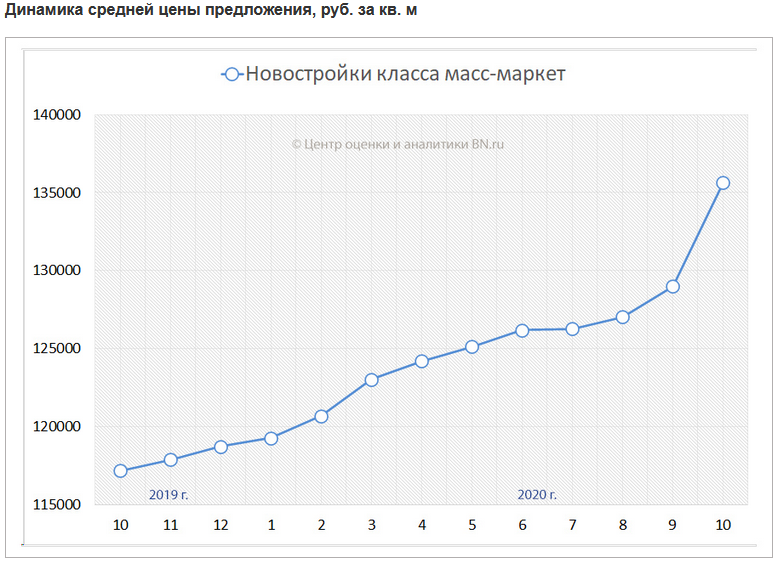 Динамика средней цены предложения, руб. за кв. м
Новостройки класса масс-маркет
© Центр оценки и аналитики BN.ru
140000
135000
130000
125000
120000
115000
2019 г. 2020 г.
10 11 12 1 2 3 4 5 6 7 8 9 10